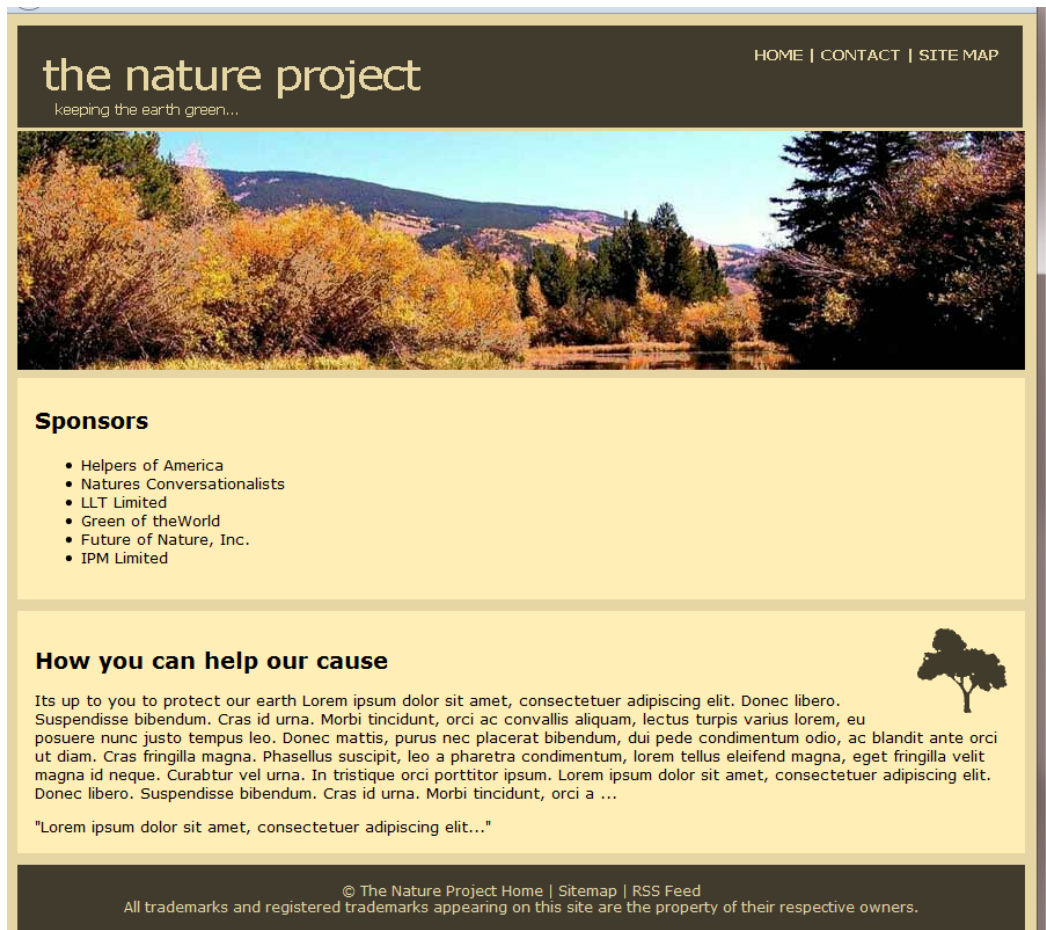 the nature project
keeping the earth green...
HOME | CONTACT | SITE MAP
Sponsors
• Helpers of America
• Natures Conversationalists
• LLT Limited
• Green of theWorld
• Future of Nature, Inc.
• IPM Limited
How you can help our cause
Its up to you to protect our earth Lorem ipsum dolor sit amet, consectetuer adipiscing elit. Donec libero.
Suspendisse bibendum. Cras id urna. Morbi tincidunt, orci ac convallis aliquam, lectus turpis varius lorem, eu
posuere nunc justo tempus leo. Donec mattis, purus nec placerat bibendum, dui pede condimentum odio, ac blandit ante orci
ut diam. Cras fringilla magna. Phasellus suscipit, leo a pharetra condimentum, lorem tellus eleifend magna, eget fringilla velit
magna id neque. Curabtur vel urna. In tristique orci porttitor ipsum. Lorem ipsum dolor sit amet, consectetuer adipiscing elit.
Donec libero. Suspendisse bibendum. Cras id urna. Morbi tincidunt, orci a ...
"Lorem ipsum dolor sit amet, consectetuer adipiscing elit..."
© The Nature Project Home | Sitemap | RSS Feed
All trademarks and registered trademarks appearing on this site are the property of their respective owners.